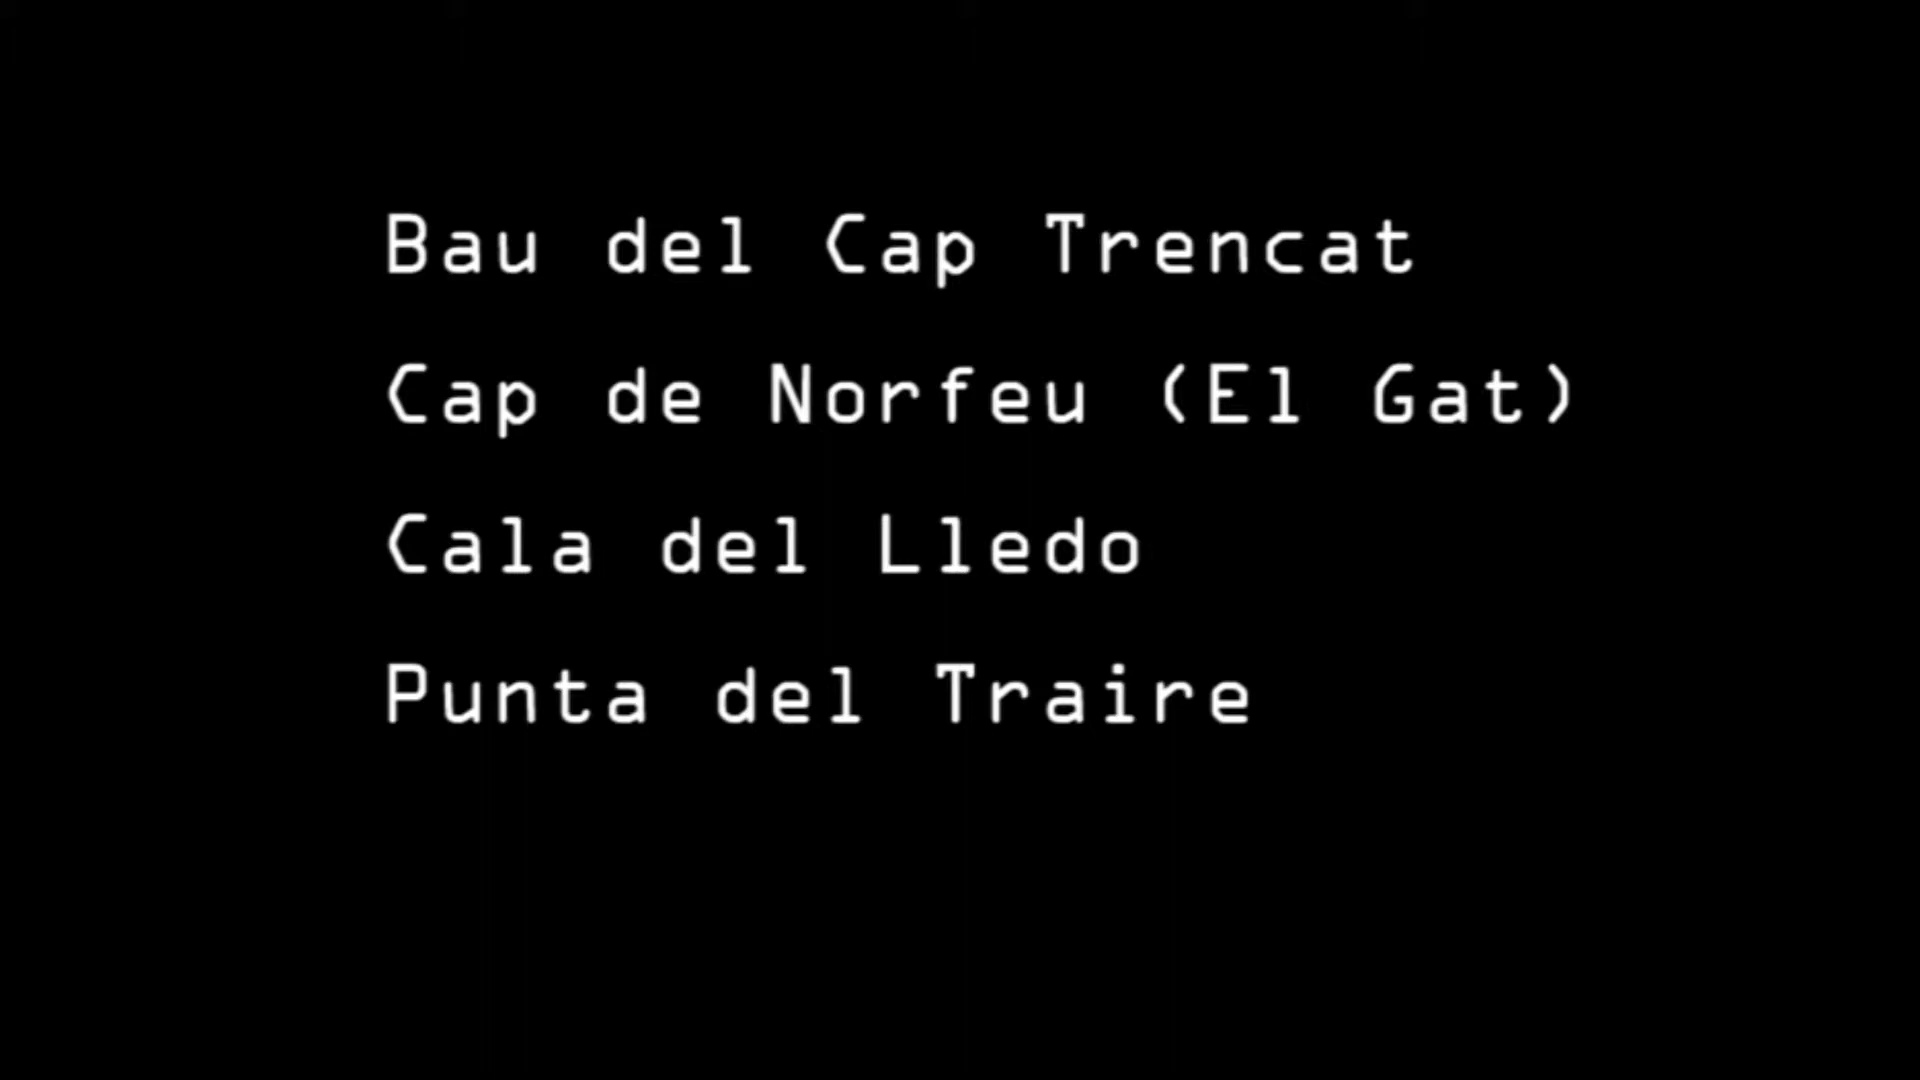 Bau del Cap Trencat
Cap de Norfeu (El Gat)
Cala del Lledo
Punta del Traire